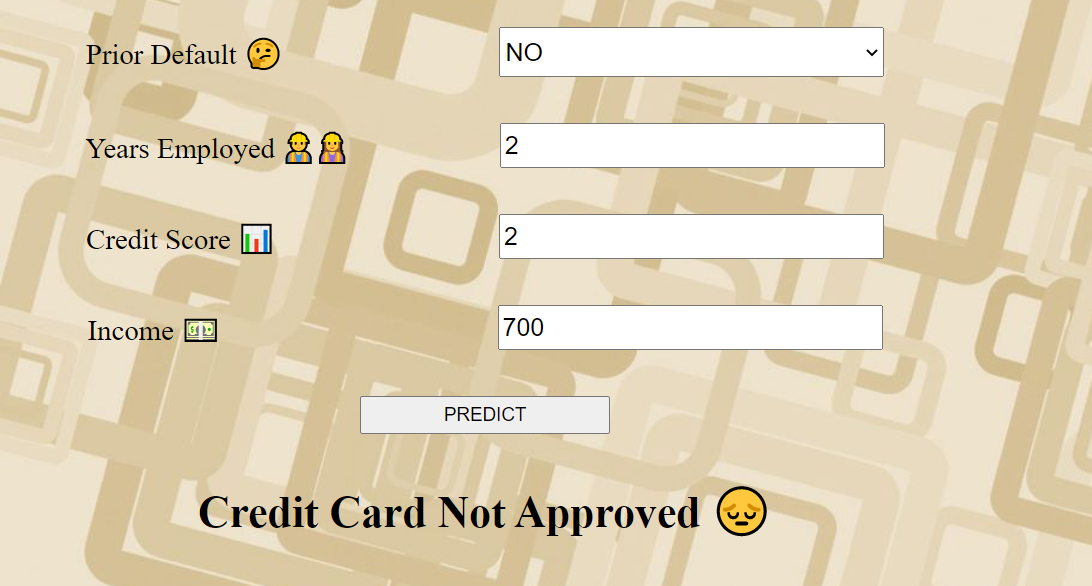 Prior Default 🤔 NO
Years Employed 👷👷‍♀️ 2
Credit Score 📊 2
Income 💵 700
PREDICT
Credit Card Not Approved 😔